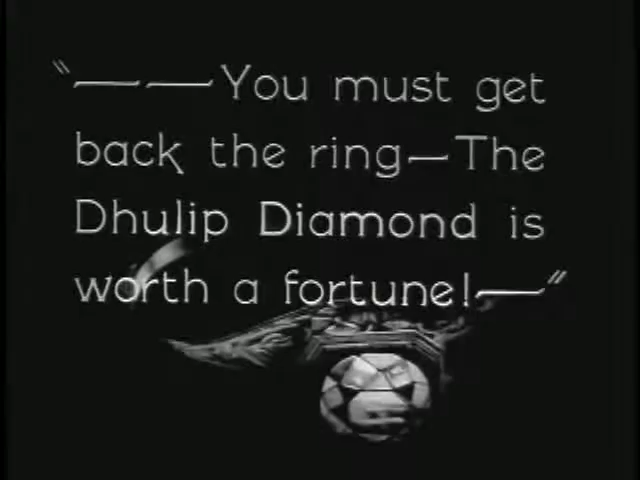 “— — You must get
back the ring—The
Dhulip Diamond is
worth a fortune!—”